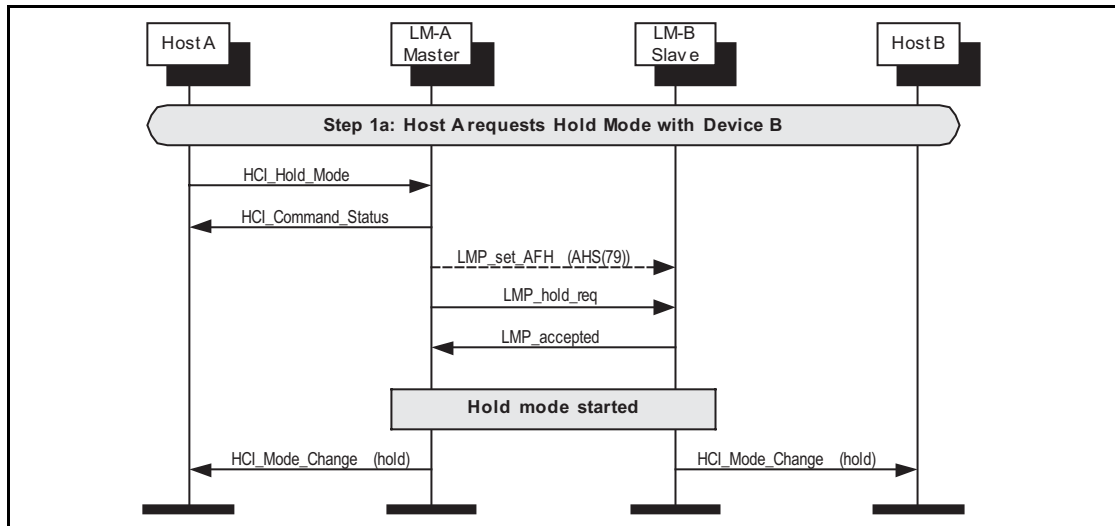 Host A
LM-A
Master
LM-B
Slave
Host B
Step 1a: Host A requests Hold Mode with Device B
HCI_Hold_Mode
HCI_Command_Status
LMP_set_AFH (AHS(79))
LMP_hold_req
LMP_accepted
Hold mode started
HCI_Mode_Change (hold)
HCI_Mode_Change (hold)